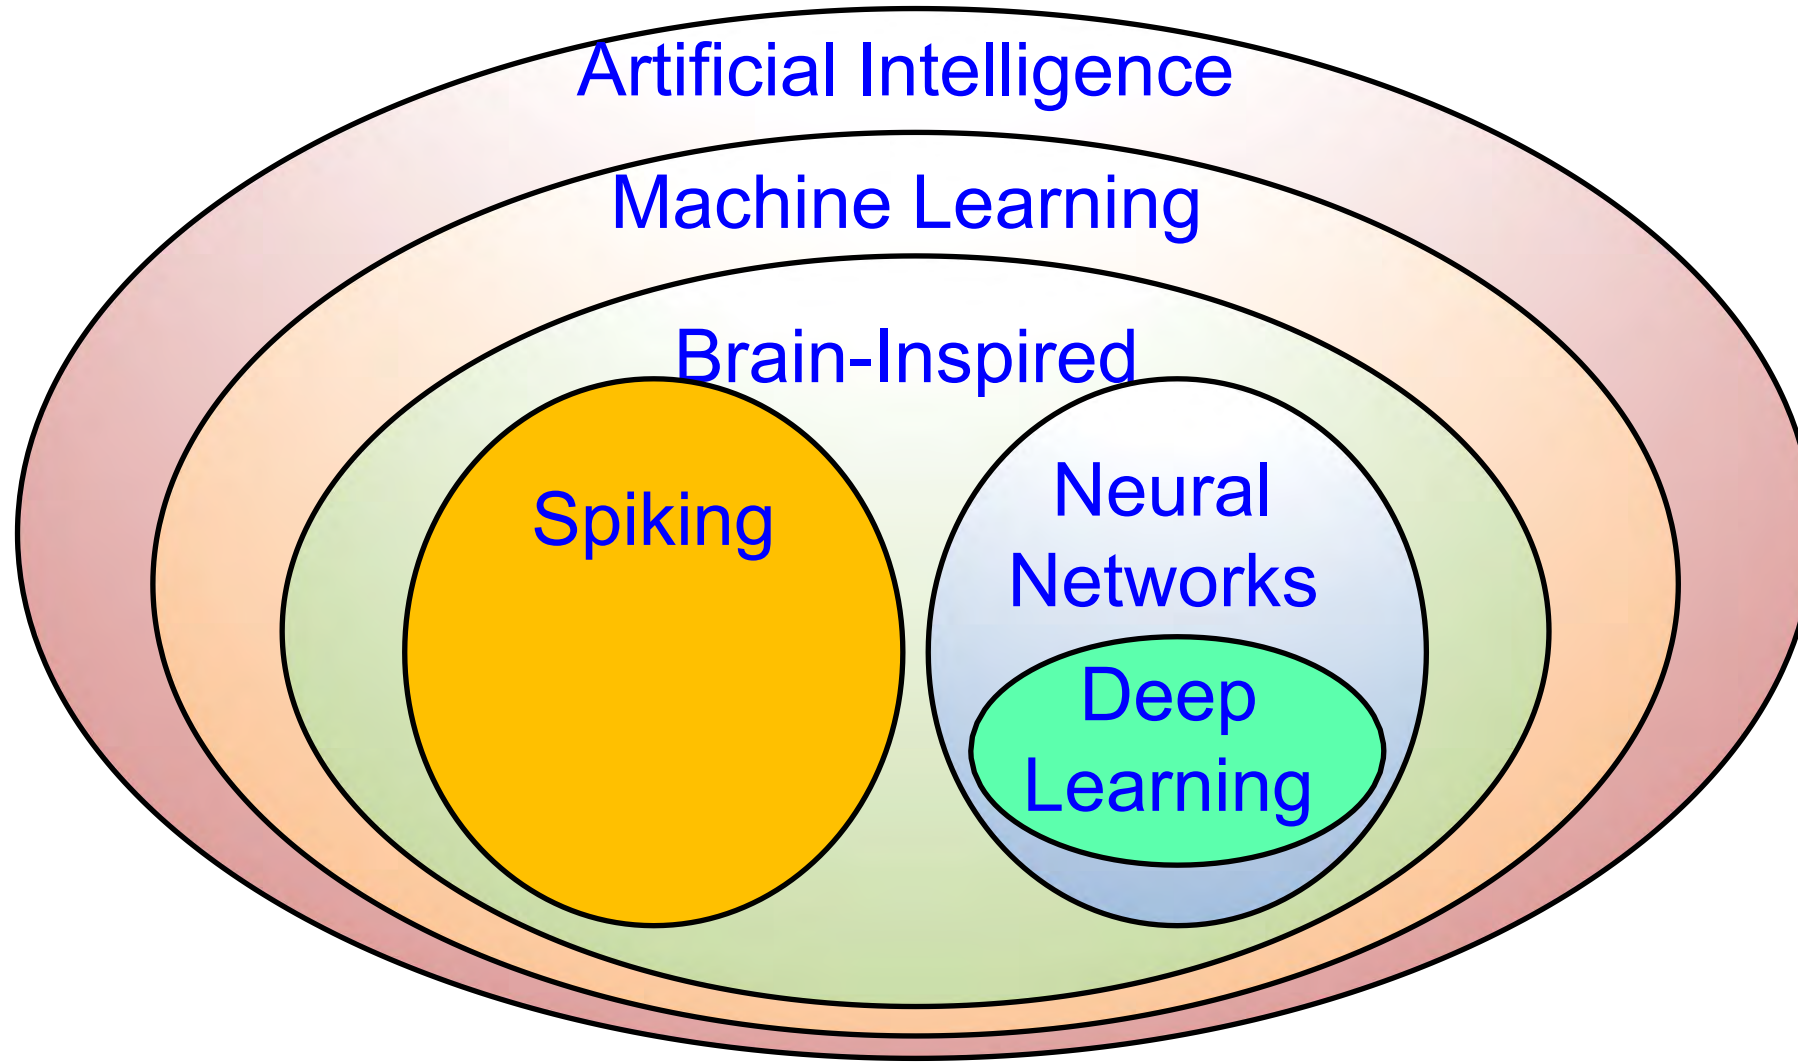 Artificial Intelligence
Machine Learning
Brain-Inspired
Spiking
Neural
Networks
Deep
Learning